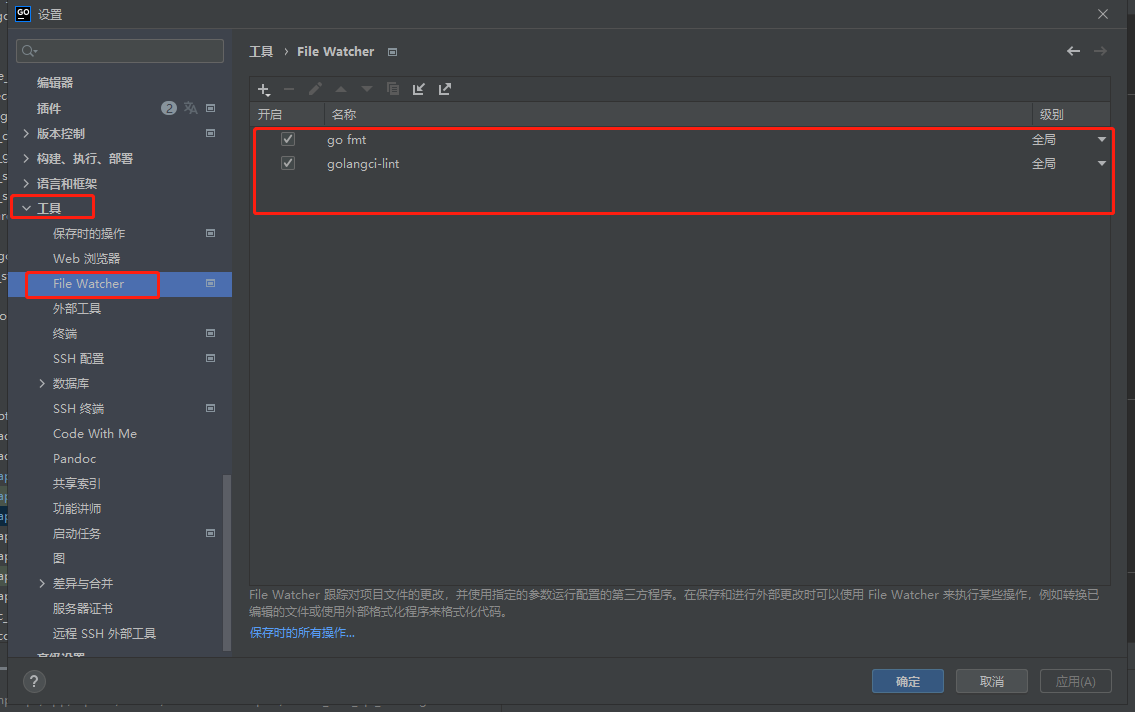 GO 设置
工具 › File Watcher
编辑器
插件 2
版本控制
构建、执行、部署
语言和框架
工具
保存时的操作
Web 浏览器
File Watcher
外部工具
终端
SSH 配置
数据库
SSH 终端
Code With Me
Pandoc
共享索引
功能讲师
启动任务
图
差异与合并
服务器证书
远程 SSH 外部工具
高级设置
开启 名称 级别
go fmt 全局
golangci-lint 全局
File Watcher 跟踪对项目文件的更改，并使用指定的参数运行配置的第三方程序。在保存和进行外部更改时可以使用 File Watcher 来执行某些操作，例如转换已
编辑的文件或使用外部格式化程序来格式化代码。
保存时的所有操作...
?
确定 取消 应用(A)